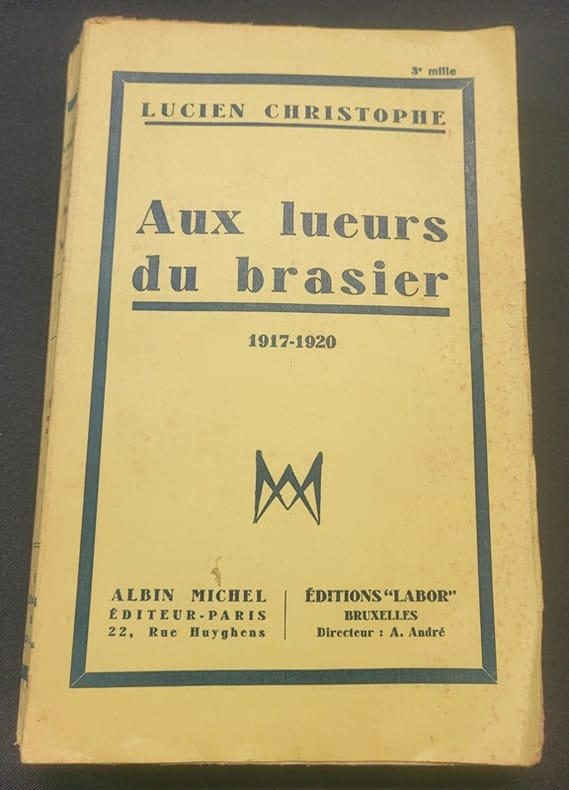 3e mille
LUCIEN CHRISTOPHE
Aux lueurs
du brasier
1917-1920
ALBIN MICHEL
ÉDITEUR-PARIS
22, Rue Huyghens
ÉDITIONS "LABOR"
BRUXELLES
Directeur : A. André